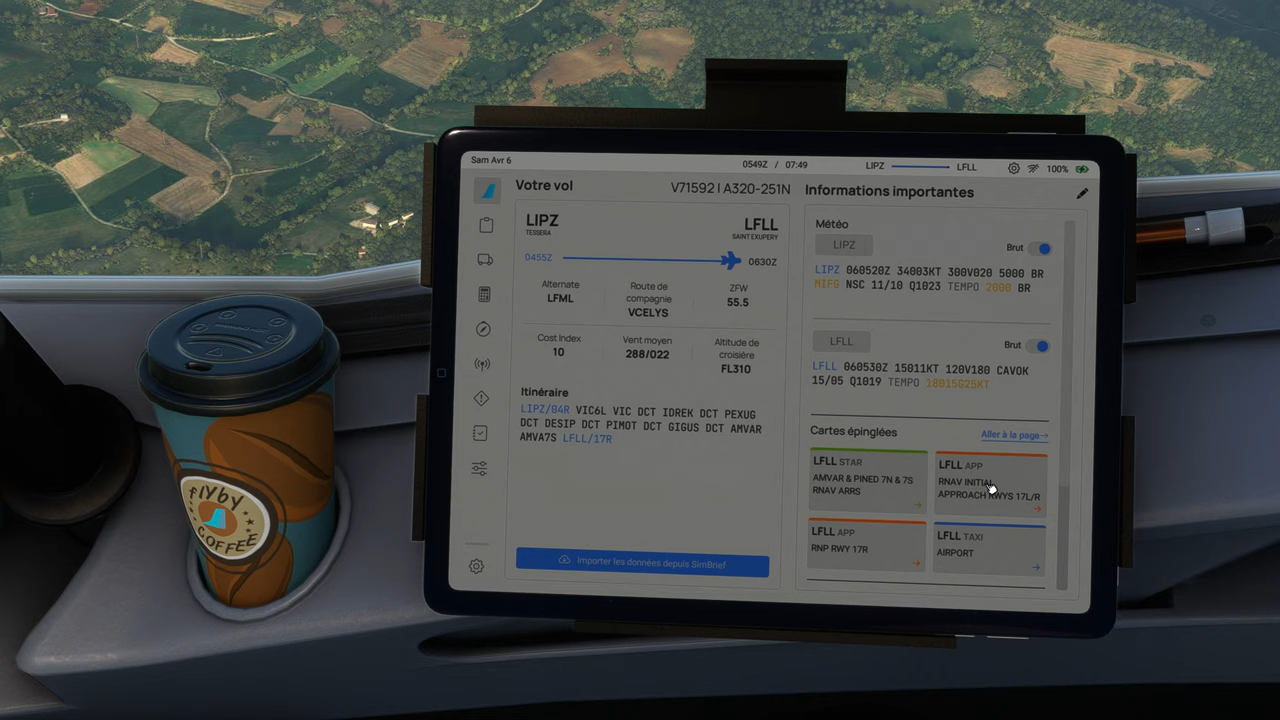 Sam Avr 6
0549Z / 07:49
LIPZ LFLL
100%
Votre vol
V71592 | A320-251N
LIPZ
TESSERA
LFLL
SAINT EXUPERY
0455Z
0630Z
Alternate
LFML
Route de
compagnie
VCELYS
ZFW
55.5
Cost Index
10
Vent moyen
288/022
Altitude de
croisière
FL310
Itinéraire
LIPZ/04R VIC6L VIC DCT IDREK DCT PEXUG
DCT DESIP DCT PIMOT DCT GIGUS DCT AMVAR
AMVA7S LFLL/17R
Importer les données depuis SimBrief
Informations importantes
Météo
LIPZ
Brut
LIPZ 060520Z 34003KT 300V020 5000 BR
MIFG NSC 11/10 Q1023 TEMPO 2000 BR
LFLL
Brut
LFLL 060530Z 15011KT 120V180 CAVOK
15/05 Q1019 TEMPO 18015G25KT
Cartes épinglées
Aller à la page
LFLL STAR
AMVAR & PINED 7N & 7S
RNAV ARRS
LFLL APP
RNAV INITIAL
APPROACH RWYS 17L/R
LFLL APP
RNP RWY 17R
LFLL TAXI
AIRPORT
flyby
COFFEE